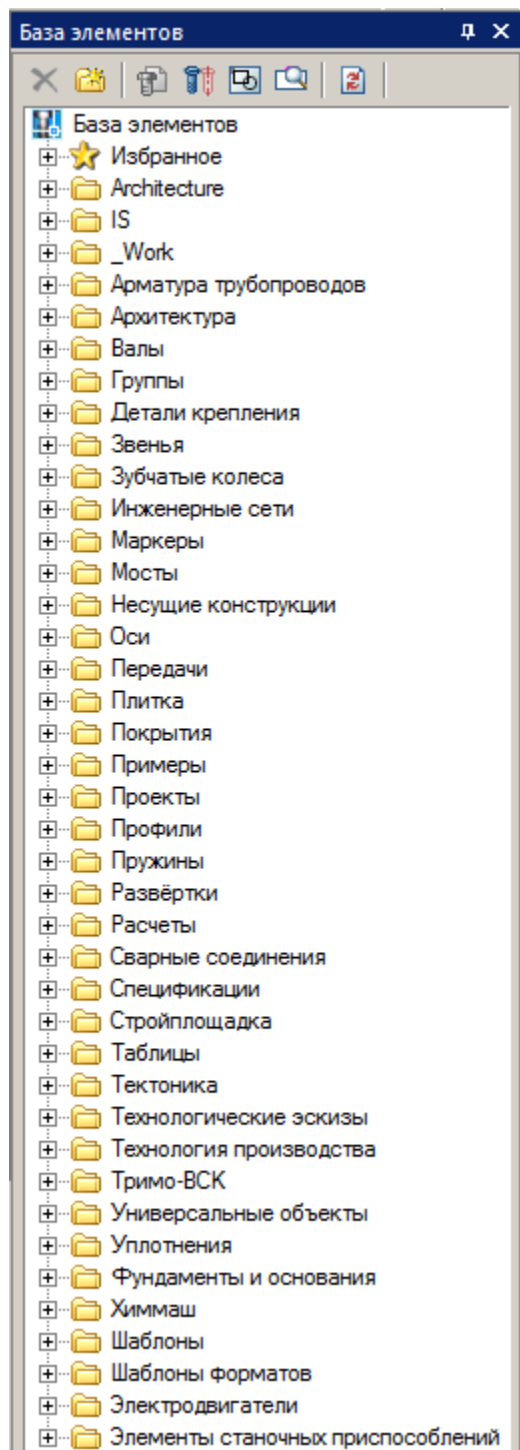 База элементов
База элементов
Избранное
Architecture
IS
_Work
Арматура трубопроводов
Архитектура
Валы
Группы
Детали крепления
Звенья
Зубчатые колеса
Инженерные сети
Маркеры
Мосты
Несущие конструкции
Оси
Передачи
Плитка
Покрытия
Примеры
Проекты
Профили
Пружины
Развёртки
Расчеты
Сварные соединения
Спецификации
Стройплощадка
Таблицы
Тектоника
Технологические эскизы
Технология производства
Тримо-ВСК
Универсальные объекты
Уплотнения
Фундаменты и основания
Химмаш
Шаблоны
Шаблоны форматов
Электродвигатели
Элементы станочных приспособлений